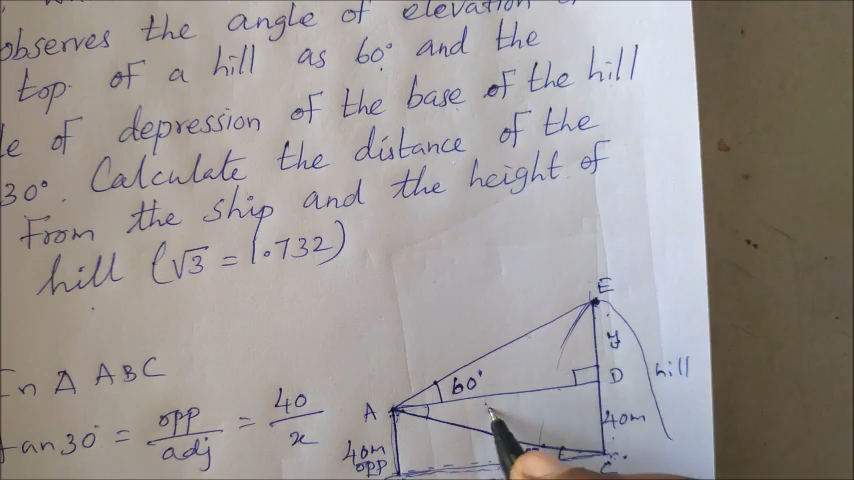 observes the angle of elevation
top of a hill as 60° and the
of depression of the base of the hill
30°. Calculate the distance of the
From the ship and the height of
hill (√3 = 1.732)
In Δ ABC
tan30° = opp/adj = 40/x
E
y
60°
D
hill
A
40m
40m
opp
C